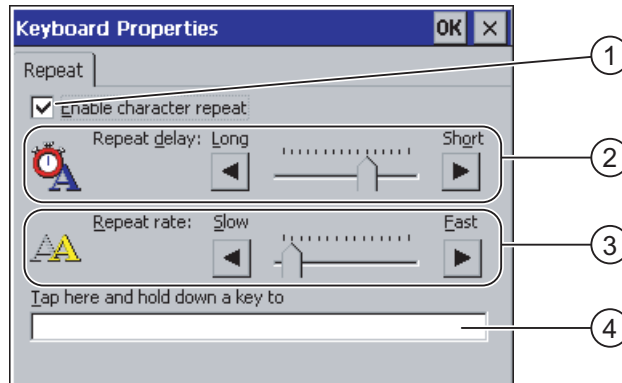 Keyboard Properties OK ×
Repeat
1
Enable character repeat
Repeat delay: Long Short
A
2
Repeat rate: Slow Fast
AA
3
Tap here and hold down a key to
4